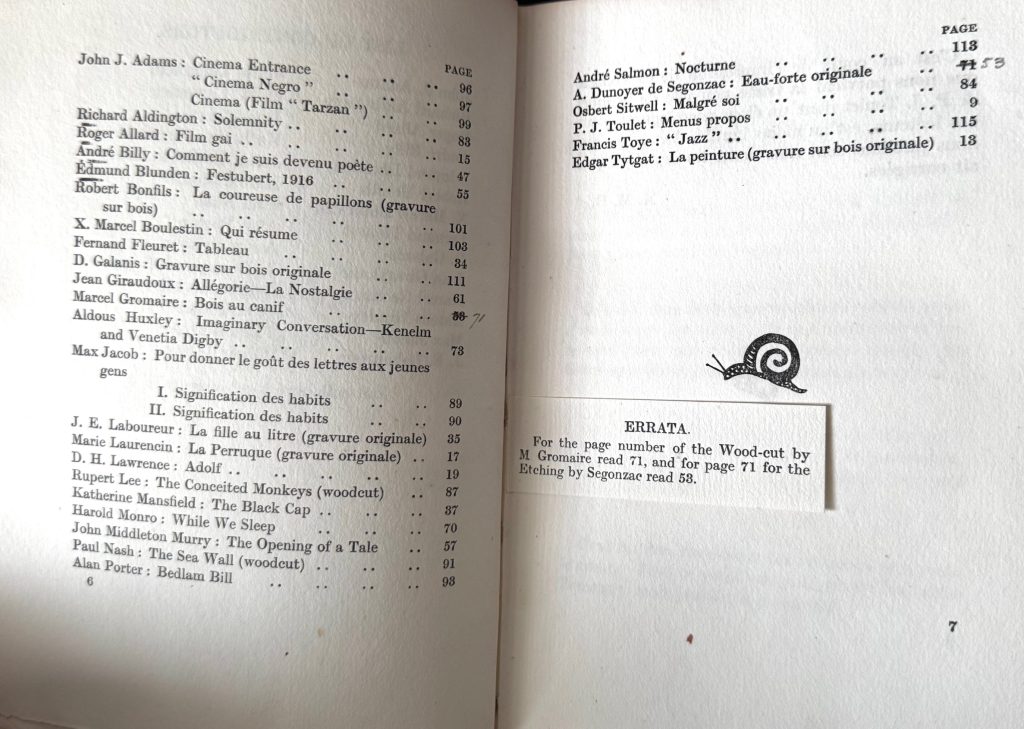 PAGE
John J. Adams : Cinema Entrance .. .. .. 96
“ Cinema Negro ” .. .. .. 97
Cinema (Film “ Tarzan ”) .. .. 99
Richard Aldington : Solemnity .. .. .. .. 83
Roger Allard : Film gai .. .. .. .. .. 15
André Billy : Comment je suis devenu poète .. .. 47
Édmund Blunden : Festubert, 1916 .. .. .. 55
Robert Bonfils : La coureuse de papillons (gravure
sur bois) .. .. .. .. .. .. 101
X. Marcel Boulestin : Qui résume .. .. .. 103
Fernand Fleuret : Tableau .. .. .. .. 34
D. Galanis : Gravure sur bois originale .. .. 111
Jean Giraudoux : Allégorie—La Nostalgie .. .. 61
Marcel Gromaire : Bois au canif .. .. .. 53 71
Aldous Huxley : Imaginary Conversation—Kenelm
and Venetia Digby .. .. .. .. .. 73
Max Jacob : Pour donner le goût des lettres aux jeunes
gens
I. Signification des habits .. .. 89
II. Signification des habits .. .. 90
J. E. Laboureur : La fille au litre (gravure originale) 35
Marie Laurencin : La Perruque (gravure originale) .. 17
D. H. Lawrence : Adolf .. .. .. .. .. 19
Rupert Lee : The Conceited Monkeys (woodcut) .. 87
Katherine Mansfield : The Black Cap .. .. .. 37
Harold Monro : While We Sleep .. .. .. 70
John Middleton Murry : The Opening of a Tale .. 57
Paul Nash : The Sea Wall (woodcut) .. .. .. 91
Alan Porter : Bedlam Bill .. .. .. .. 93
6
PAGE
André Salmon : Nocturne .. .. .. .. 113
A. Dunoyer de Segonzac : Eau-forte originale .. 71 53
Osbert Sitwell : Malgré soi .. .. .. .. 84
P. J. Toulet : Menus propos .. .. .. .. 9
Francis Toye : “ Jazz ” .. .. .. .. .. 115
Edgar Tytgat : La peinture (gravure sur bois originale) 13
ERRATA.
For the page number of the Wood-cut by
M Gromaire read 71, and for page 71 for the
Etching by Segonzac read 53.
7